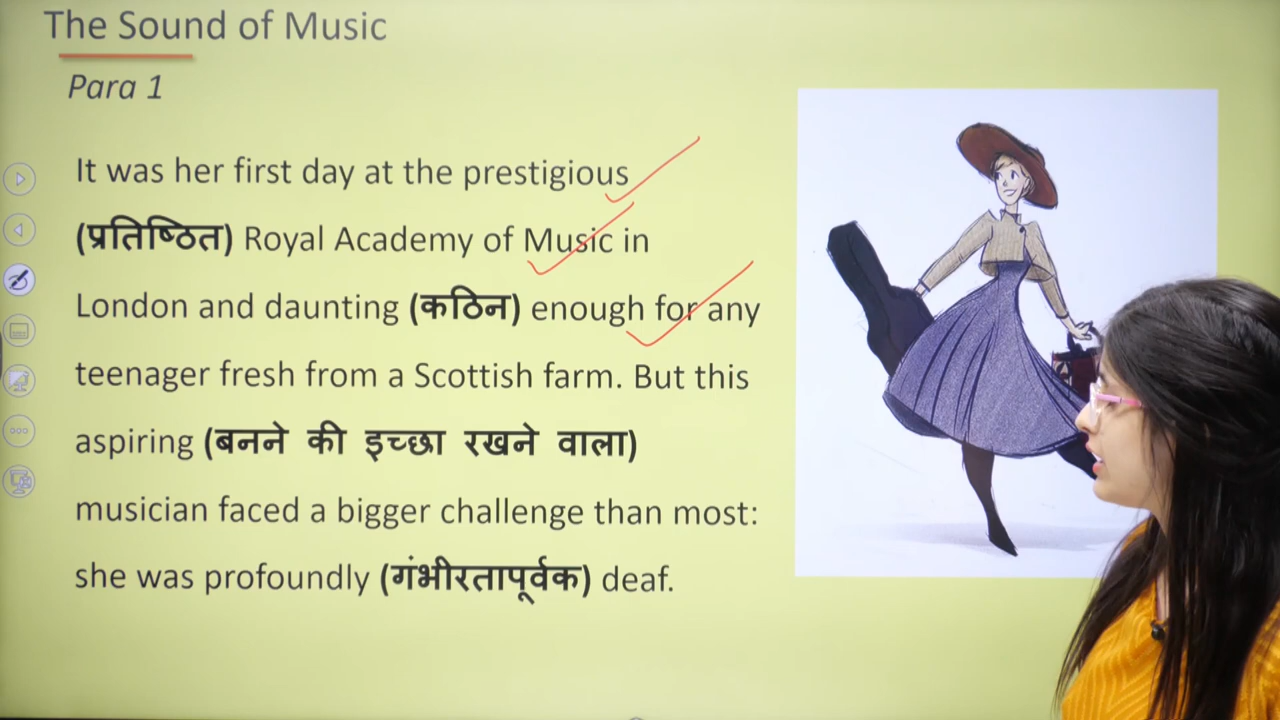 The Sound of Music
Para 1
It was her first day at the prestigious
(प्रतिष्ठित) Royal Academy of Music in
London and daunting (कठिन) enough for any
teenager fresh from a Scottish farm. But this
aspiring (बनने की इच्छा रखने वाला)
musician faced a bigger challenge than most:
she was profoundly (गंभीरतापूर्वक) deaf.